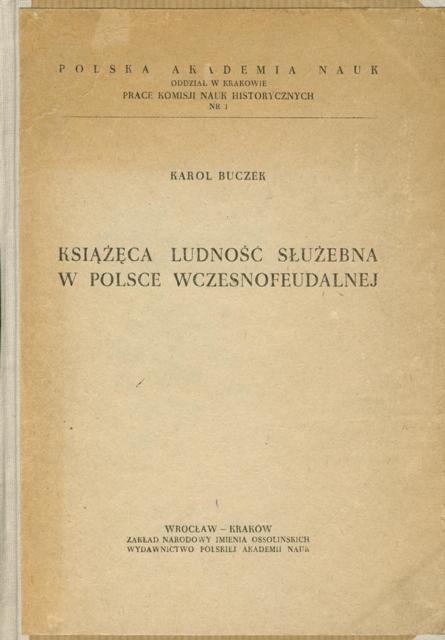 POLSKA AKADEMIA NAUK
ODDZIAŁ W KRAKOWIE
PRACE KOMISJI NAUK HISTORYCZNYCH
NR 1
KAROL BUCZEK
KSIĄŻĘCA LUDNOŚĆ SŁUŻEBNA
W POLSCE WCZESNOFEUDALNEJ
WROCŁAW – KRAKÓW
ZAKŁAD NARODOWY IMIENIA OSSOLIŃSKICH
WYDAWNICTWO POLSKIEJ AKADEMII NAUK